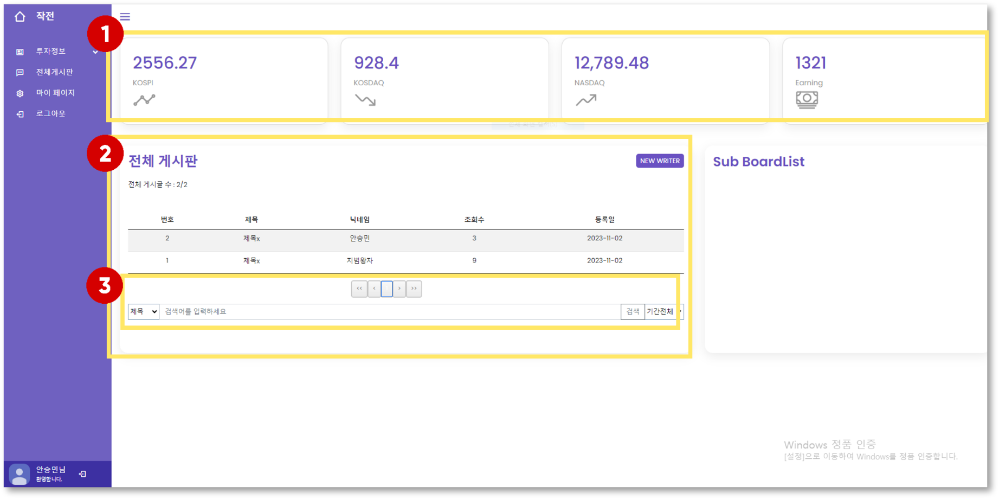 작전
투자정보
전체게시판
마이 페이지
로그아웃
1
2556.27
KOSPI
928.4
KOSDAQ
12,789.48
NASDAQ
1321
Earning
2
전체 게시판
NEW WRITER
전체 게시글 수 : 2/2
번호 제목 닉네임 조회수 등록일
2 제목x 안승민 3 2023-11-02
1 제목x 지범왕자 9 2023-11-02
3
<< < > >>
제목 검색어를 입력하세요 검색 기간전체
Sub BoardList
Windows 정품 인증
[설정]으로 이동하여 Windows를 정품 인증합니다.
안승민님
환영합니다.